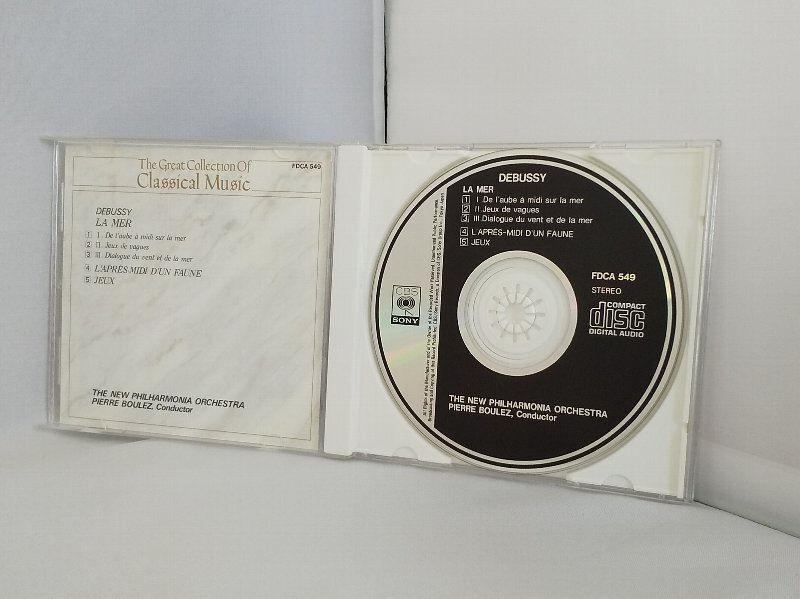 The Great Collection Of
Classical Music
FDCA 549
DEBUSSY
LA MER
1 I. De l'aube à midi sur la mer
2 II. Jeux de vagues
3 III. Dialogue du vent et de la mer
4 L'APRÈS-MIDI D'UN FAUNE
5 JEUX
THE NEW PHILHARMONIA ORCHESTRA
PIERRE BOULEZ, Conductor
DEBUSSY
LA MER
1 I. De l'aube à midi sur la mer
2 II. Jeux de vagues
3 III. Dialogue du vent et de la mer
4 L'APRÈS-MIDI D'UN FAUNE
5 JEUX
CBS
SONY
FDCA 549
STEREO
COMPACT
disc
DIGITAL AUDIO
THE NEW PHILHARMONIA ORCHESTRA
PIERRE BOULEZ, Conductor